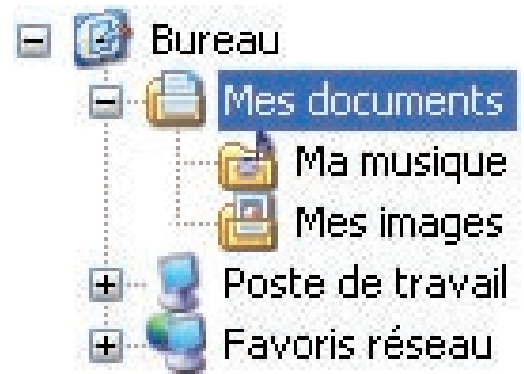 Bureau
Mes documents
Ma musique
Mes images
Poste de travail
Favoris réseau